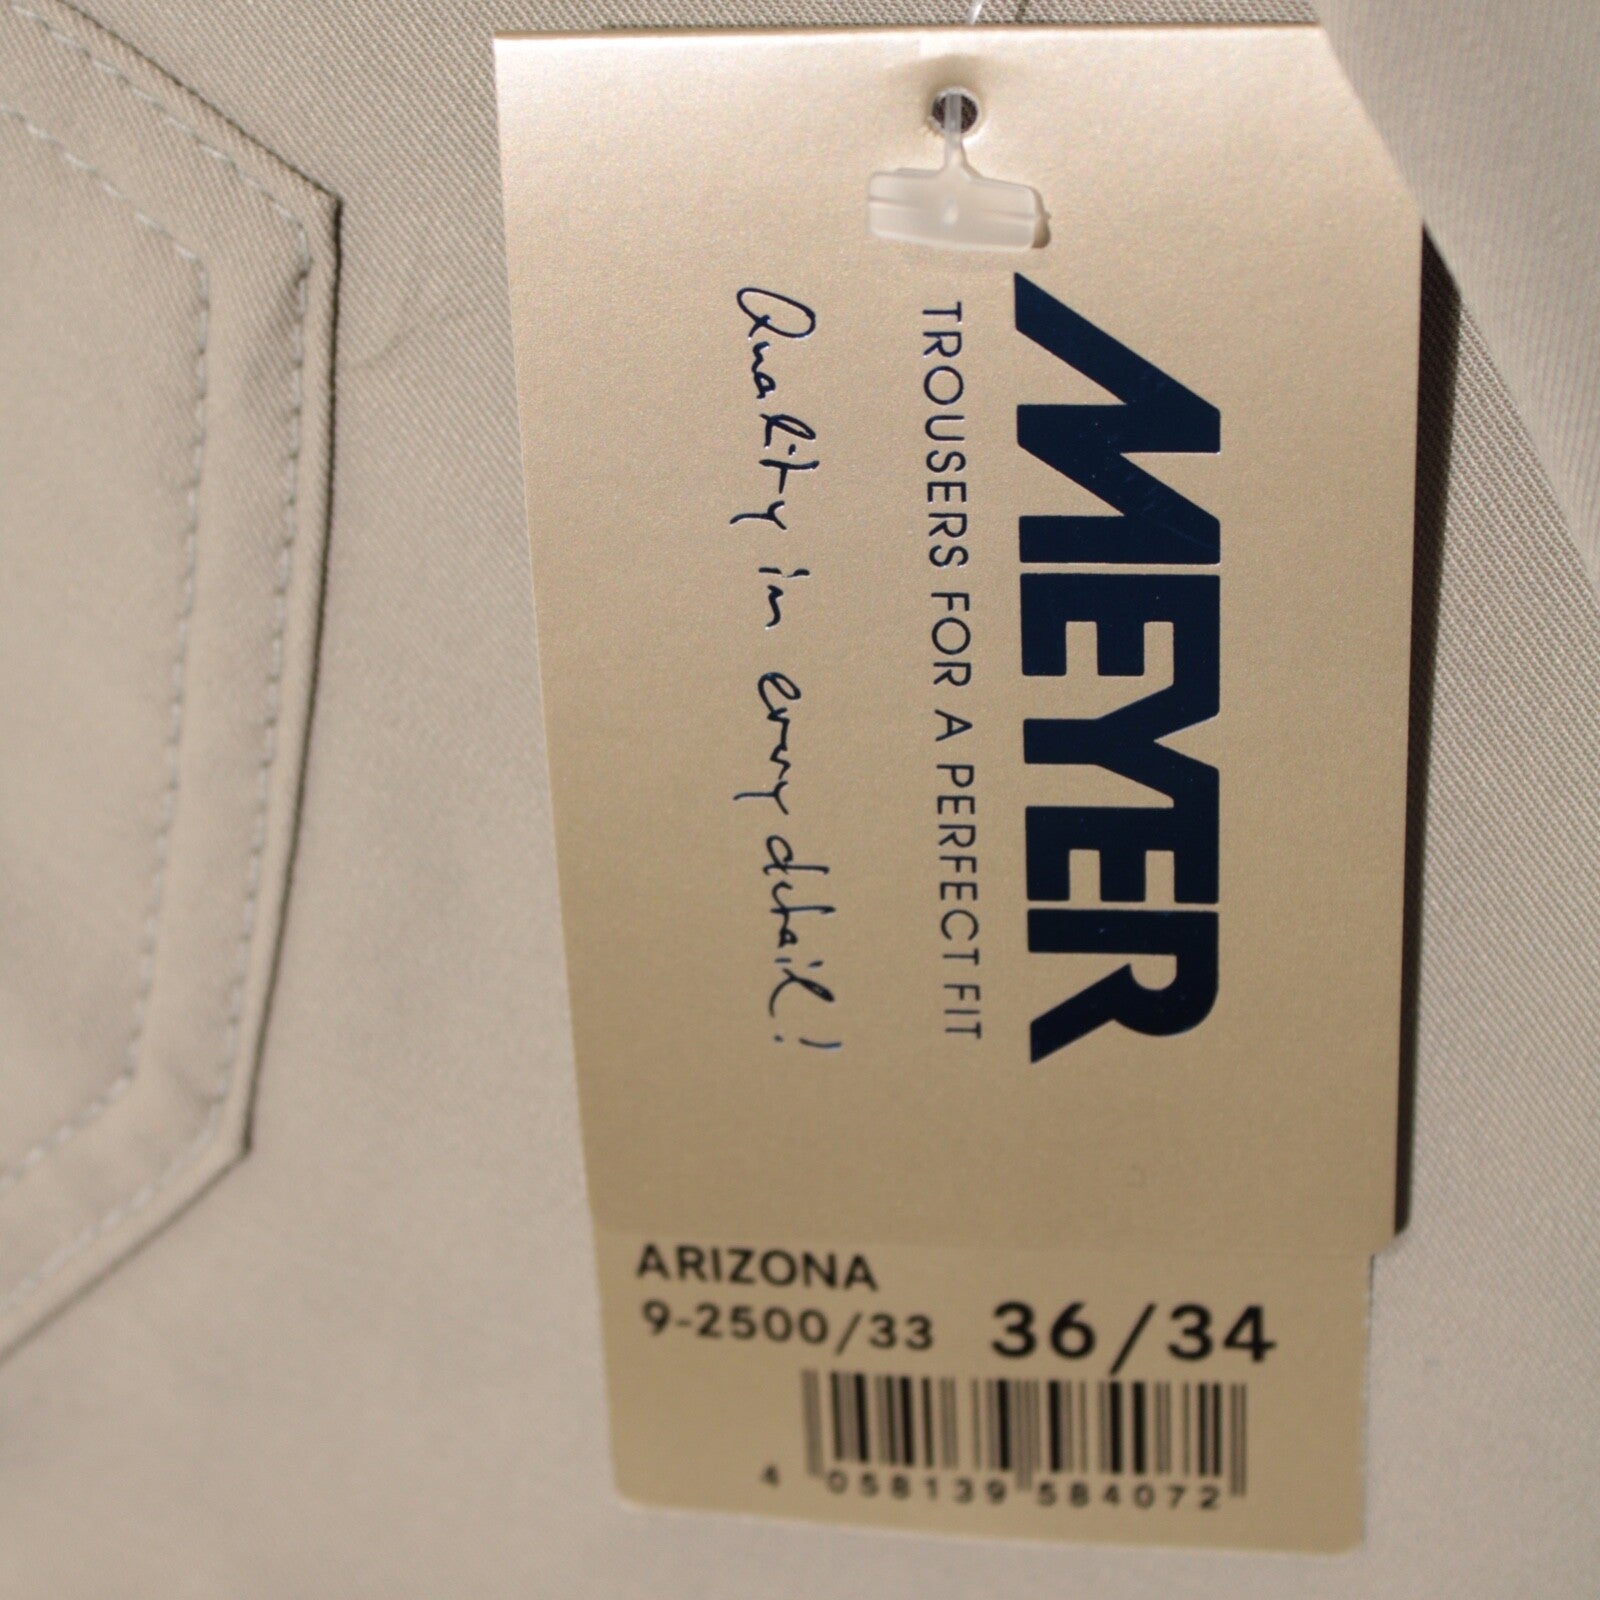 MEYER
TROUSERS FOR A PERFECT FIT
Quality in every detail!
ARIZONA
9-2500/33 36/34
4 058139 584072